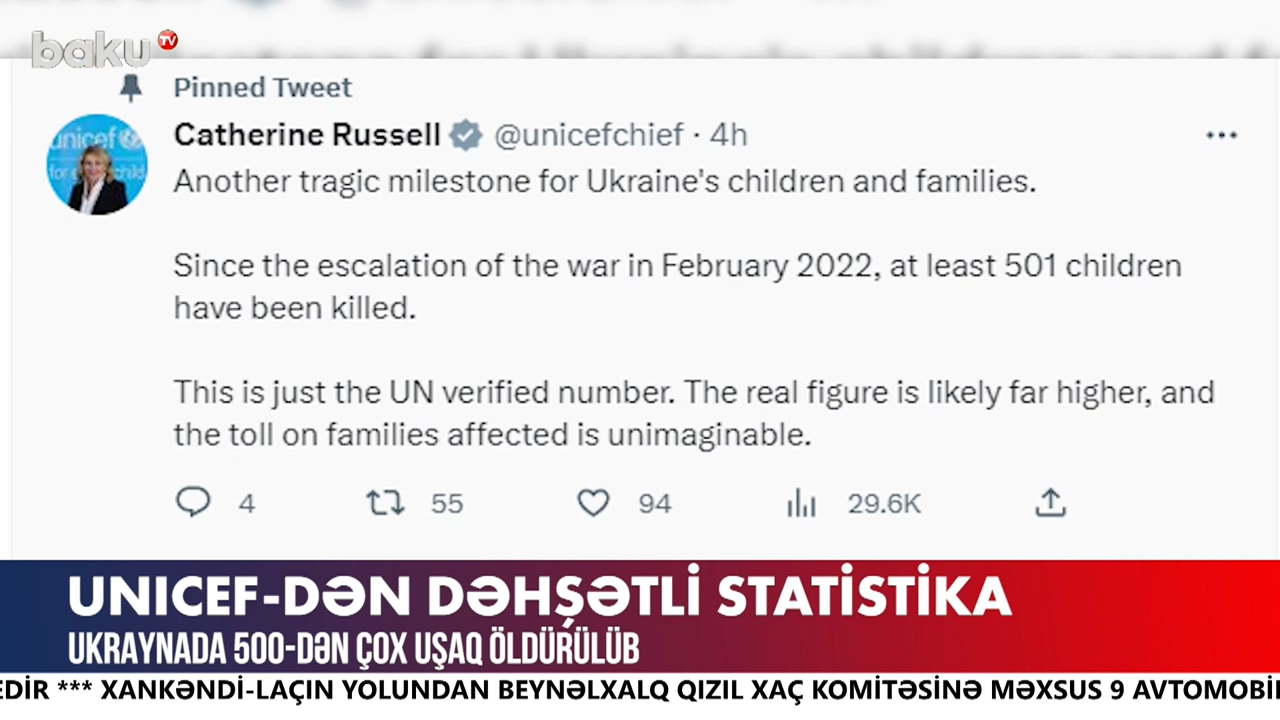 baku TV
Pinned Tweet
Catherine Russell @unicefchief · 4h
Another tragic milestone for Ukraine's children and families.
Since the escalation of the war in February 2022, at least 501 children
have been killed.
This is just the UN verified number. The real figure is likely far higher, and
the toll on families affected is unimaginable.
4 55 94 29.6K
UNICEF-DƏN DƏHŞƏTLİ STATİSTİKA
UKRAYNADA 500-DƏN ÇOX UŞAQ ÖLDÜRÜLÜB
EDİR *** XANKƏNDİ-LAÇIN YOLUNDAN BEYNƏLXALQ QIZIL XAÇ KOMİTƏSİNƏ MƏXSUS 9 AVTOMOBİ